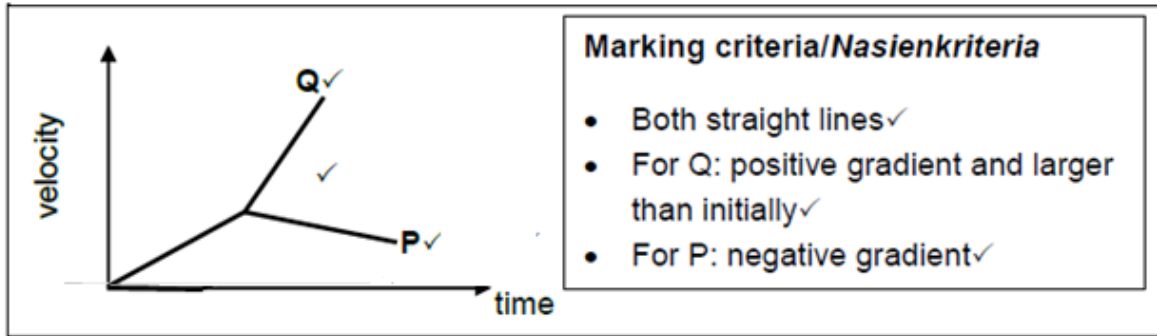 velocity
Q✓
✓
P✓
time
Marking criteria/Nasienkriteria
• Both straight lines✓
• For Q: positive gradient and larger
than initially✓
• For P: negative gradient✓